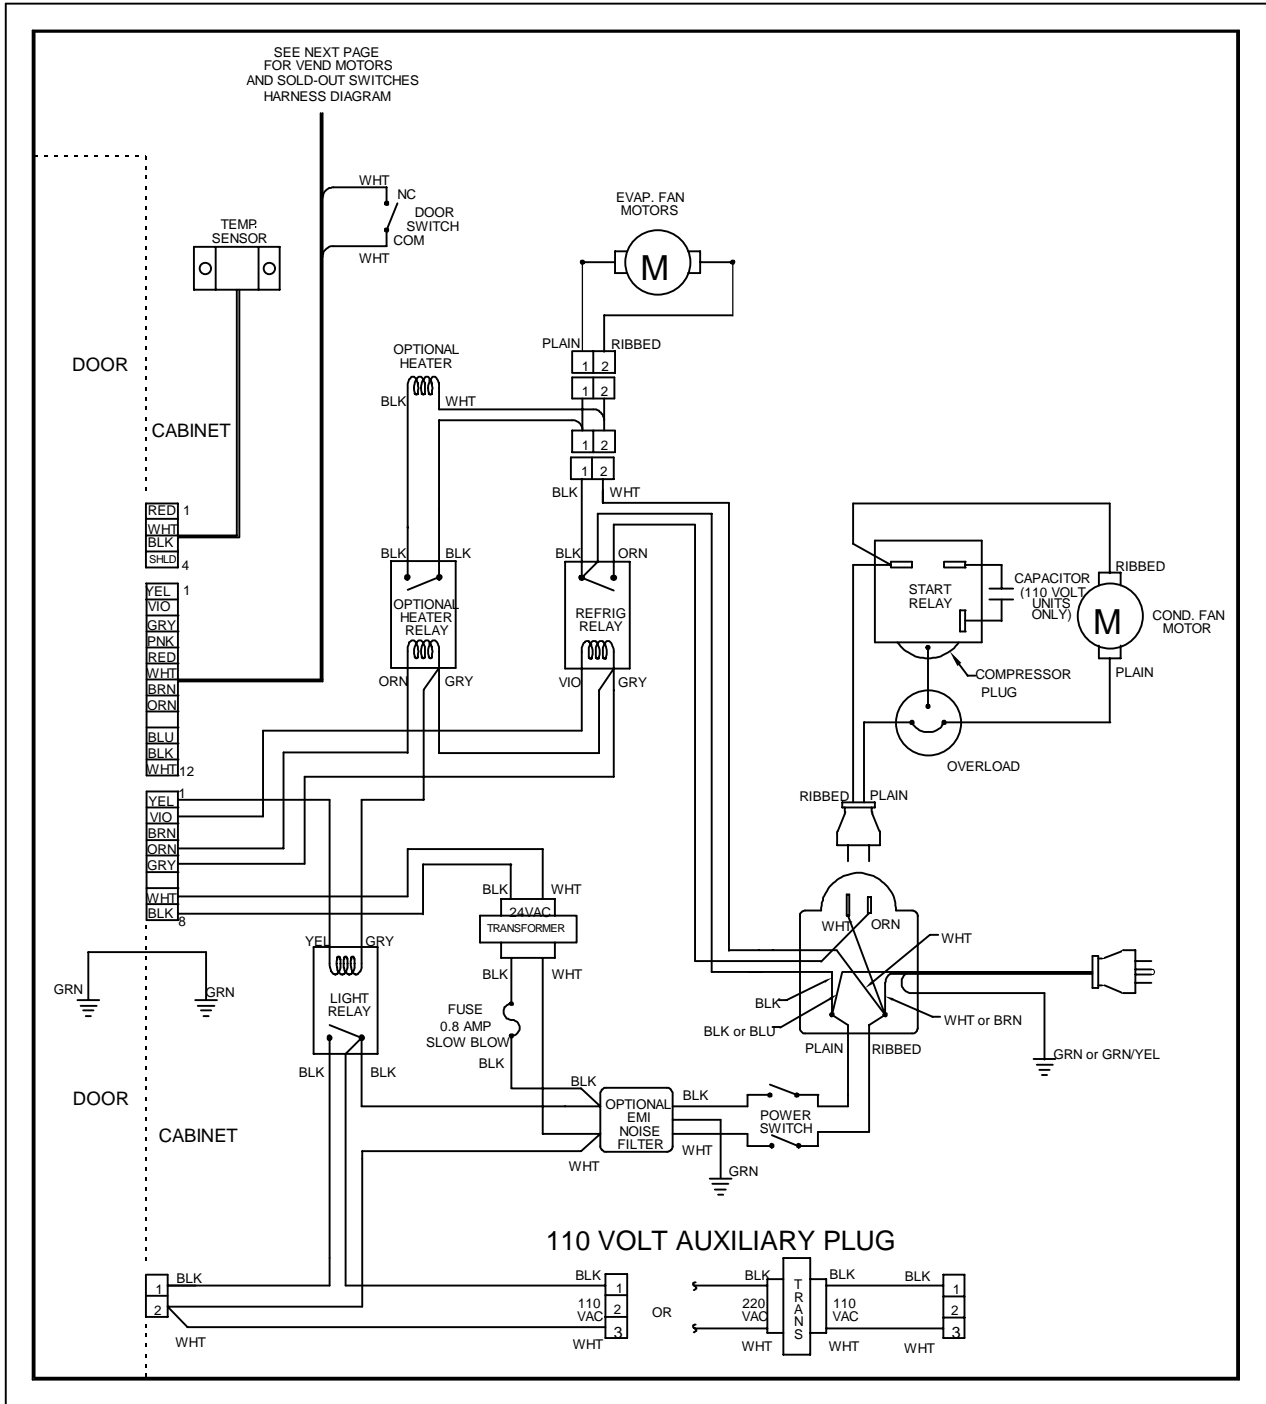 SEE NEXT PAGE
FOR VEND MOTORS
AND SOLD-OUT SWITCHES
HARNESS DIAGRAM
WHT
NC
DOOR
SWITCH
COM
WHT
TEMP.
SENSOR
EVAP. FAN
MOTORS
M
PLAIN
RIBBED
1 2
1 2
1 2
1 2
OPTIONAL
HEATER
BLK
WHT
DOOR
CABINET
BLK
WHT
RED 1
WHT
BLK
SHLD 4
YEL 1
VIO
GRY
PNK
RED
WHT
BRN
ORN
BLU
BLK
WHT 12
YEL 1
VIO
BRN
ORN
GRY
WHT
BLK 8
BLK
BLK
OPTIONAL
HEATER
RELAY
ORN
GRY
BLK
ORN
REFRIG
RELAY
VIO
GRY
START
RELAY
CAPACITOR
(110 VOLT
UNITS
ONLY)
RIBBED
M
COND. FAN
MOTOR
PLAIN
COMPRESSOR
PLUG
OVERLOAD
RIBBED
PLAIN
BLK
WHT
24VAC
TRANSFORMER
BLK
WHT
FUSE
0.8 AMP
SLOW BLOW
BLK
YEL
GRY
LIGHT
RELAY
BLK
BLK
GRN
GRN
WHT
ORN
WHT
BLK
BLK or BLU
WHT or BRN
PLAIN
RIBBED
GRN or GRN/YEL
BLK
OPTIONAL
EMI
NOISE
FILTER
BLK
WHT
WHT
POWER
SWITCH
GRN
DOOR
CABINET
110 VOLT AUXILIARY PLUG
1
2
BLK
WHT
BLK
110
VAC
WHT
1
2
3
OR
BLK
220
VAC
WHT
TRANS
BLK
110
VAC
WHT
BLK
WHT
1
2
3